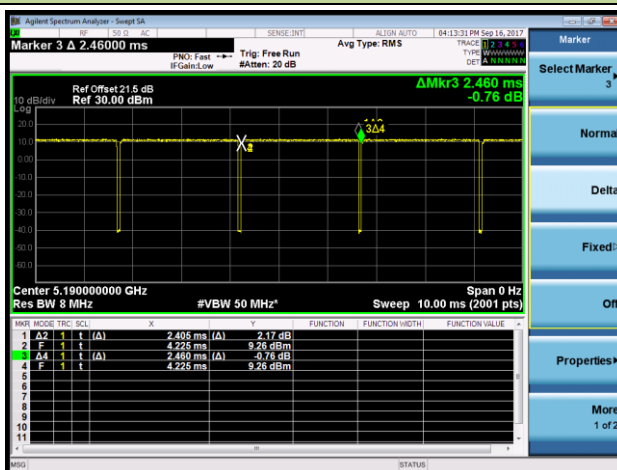 Agilent Spectrum Analyzer - Swept SA
RF 50 Ω AC SENSE:INT ALIGN AUTO 04:13:31 PM Sep 16, 2017
Marker 3 Δ 2.46000 ms
PNO: Fast Trig: Free Run Avg Type: RMS TRACE 1 2 3 4 5 6
TYPE
IFGain:Low #Atten: 20 dB DET A N N N N N
ΔMkr3 2.460 ms
-0.76 dB
Ref Offset 21.5 dB
10 dB/div Ref 30.00 dBm
Log
20.0
10.0
0.00
-10.0
-20.0
-30.0
-40.0
-50.0
-60.0
3Δ4
Center 5.190000000 GHz Span 0 Hz
Res BW 8 MHz #VBW 50 MHz* Sweep 10.00 ms (2001 pts)
MKR MODE TRC SCL X Y FUNCTION FUNCTION WIDTH FUNCTION VALUE
1 Δ2 1 t (Δ) 2.405 ms (Δ) 2.17 dB
2 F 1 t 4.225 ms 9.26 dBm
3 Δ4 1 t (Δ) 2.460 ms (Δ) -0.76 dB
4 F 1 t 4.225 ms 9.26 dBm
5
6
7
8
9
10
11
MSG STATUS
Marker
Select Marker
3
Normal
Delta
Fixed
Off
Properties
More
1 of 2